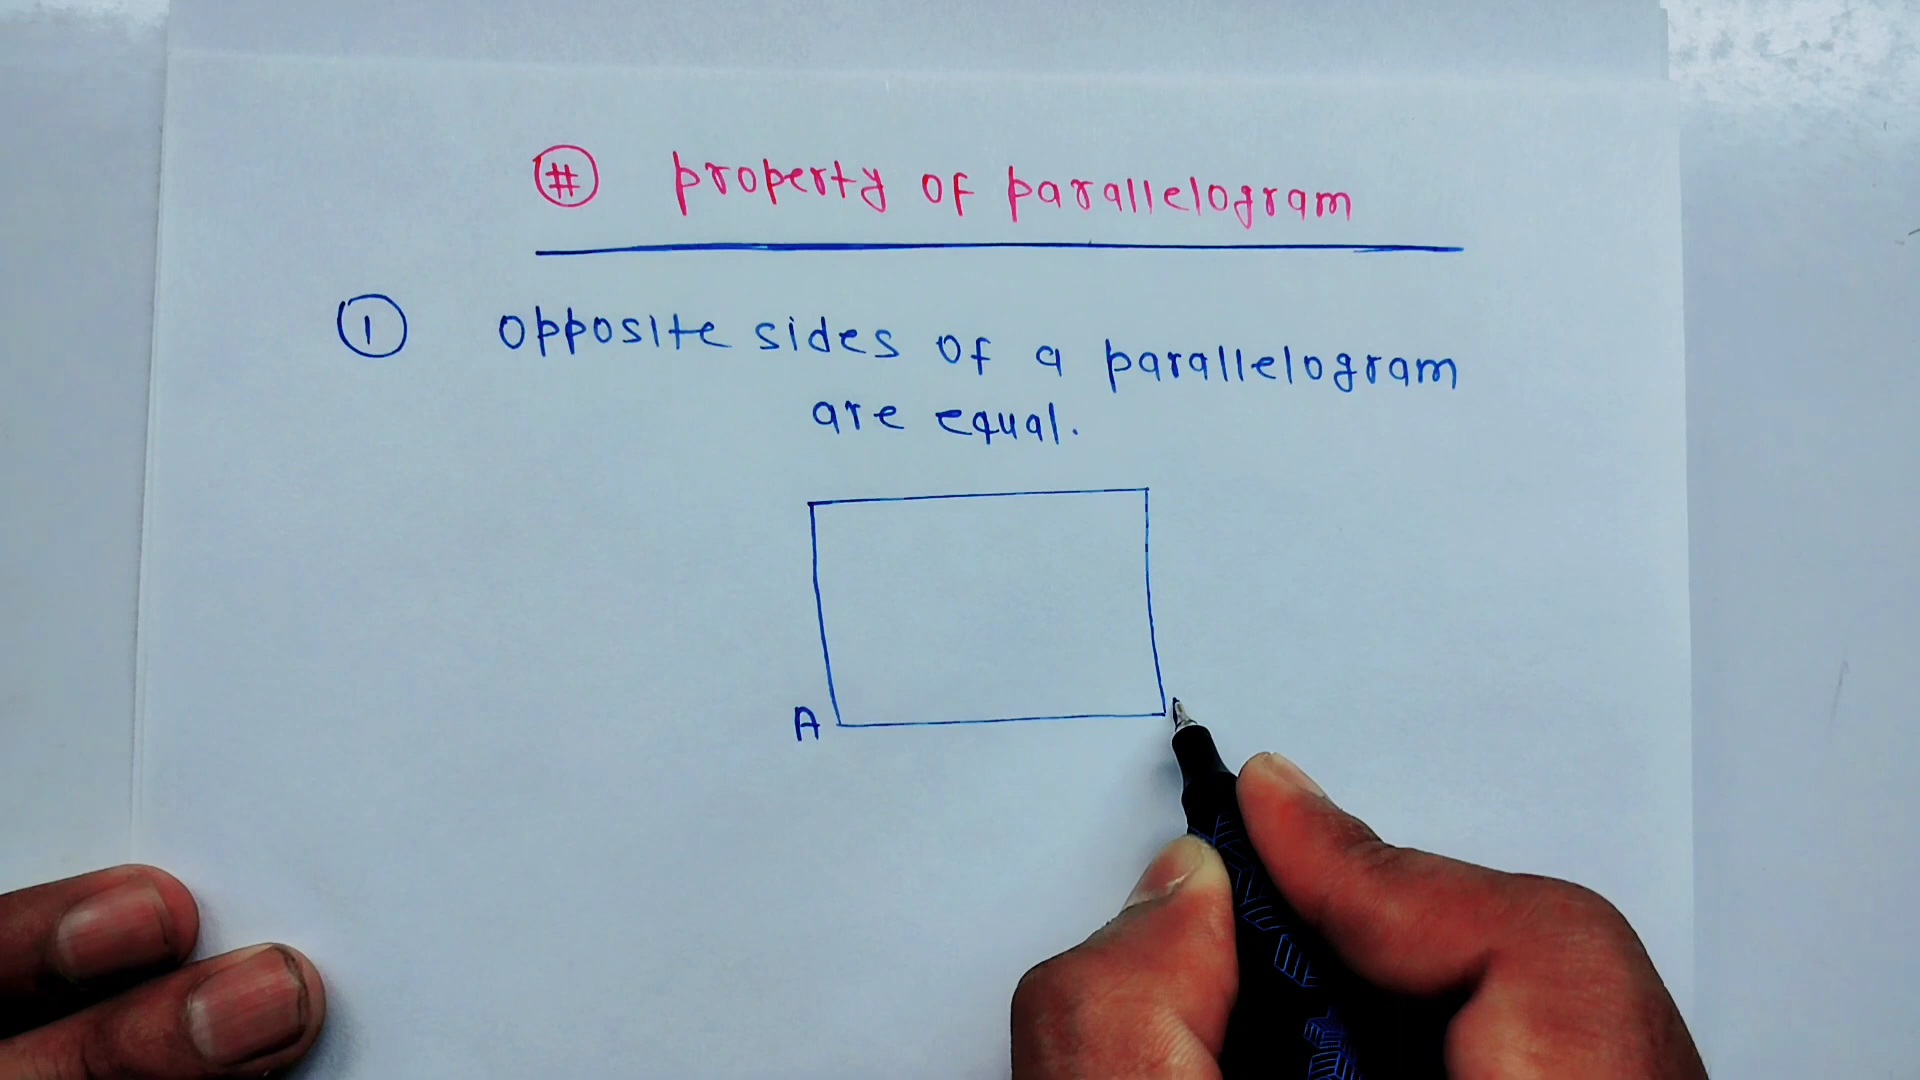 # property of parallelogram
1 opposite sides of a parallelogram
are equal.
A